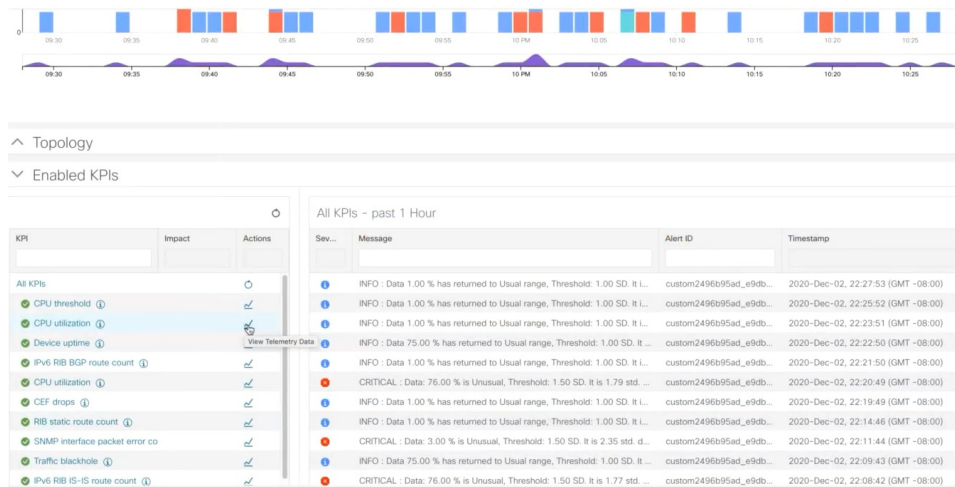 0
09:30 09:35 09:40 09:45 09:50 09:55 10 PM 10:05 10:10 10:15 10:20 10:25
09:30 09:35 09:40 09:45 09:50 09:55 10 PM 10:05 10:10 10:15 10:20 10:25
Topology
Enabled KPIs
All KPIs - past 1 Hour
KPI Impact Actions Sev... Message Alert ID Timestamp
All KPIs INFO : Data 1.00 % has returned to Usual range, Threshold: 1.00 SD. It i... custom2496b95ad_e9db... 2020-Dec-02, 22:27:53 (GMT -08:00)
CPU threshold INFO : Data 1.00 % has returned to Usual range, Threshold: 1.00 SD. It i... custom2496b95ad_e9db... 2020-Dec-02, 22:25:52 (GMT -08:00)
CPU utilization INFO : Data 1.00 % has returned to Usual range, Threshold: 1.00 SD. It i... custom2496b95ad_e9db... 2020-Dec-02, 22:23:51 (GMT -08:00)
Device uptime View Telemetry Data INFO : Data 75.00 % has returned to Usual range, Threshold: 1.00 SD. It ... custom2496b95ad_e9db... 2020-Dec-02, 22:22:50 (GMT -08:00)
IPv6 RIB BGP route count INFO : Data 1.00 % has returned to Usual range, Threshold: 1.00 SD. It i... custom2496b95ad_e9db... 2020-Dec-02, 22:21:50 (GMT -08:00)
CPU utilization CRITICAL : Data: 76.00 % is Unusual, Threshold: 1.50 SD. It is 1.79 std. ... custom2496b95ad_e9db... 2020-Dec-02, 22:20:49 (GMT -08:00)
CEF drops INFO : Data 1.00 % has returned to Usual range, Threshold: 1.00 SD. It i... custom2496b95ad_e9db... 2020-Dec-02, 22:19:49 (GMT -08:00)
RIB static route count INFO : Data 1.00 % has returned to Usual range, Threshold: 1.00 SD. It i... custom2496b95ad_e9db... 2020-Dec-02, 22:14:46 (GMT -08:00)
SNMP interface packet error co CRITICAL : Data: 3.00 % is Unusual, Threshold: 1.50 SD. It is 2.35 std. d... custom2496b95ad_e9db... 2020-Dec-02, 22:11:44 (GMT -08:00)
Traffic blackhole INFO : Data 75.00 % has returned to Usual range, Threshold: 1.00 SD. It ... custom2496b95ad_e9db... 2020-Dec-02, 22:09:43 (GMT -08:00)
IPv6 RIB IS-IS route count CRITICAL : Data: 76.00 % is Unusual, Threshold: 1.50 SD. It is 1.77 std. ... custom2496b95ad_e9db... 2020-Dec-02, 22:08:42 (GMT -08:00)